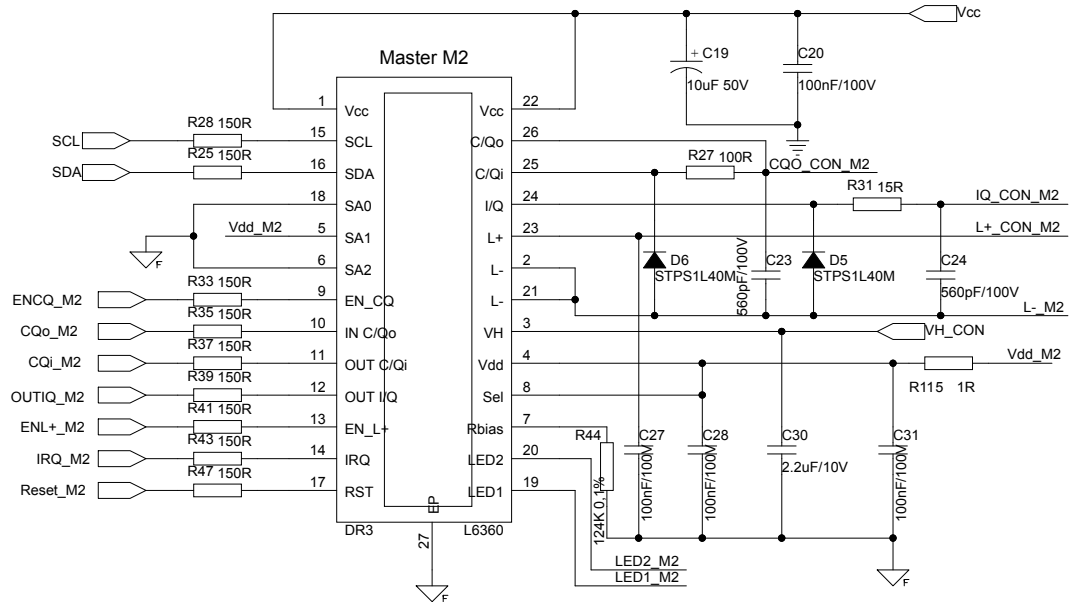 Vcc
Master M2
+ C19
10uF 50V
C20
100nF/100V
1
Vcc
Vcc
22
SCL
R28 150R
15
SCL
C/Qo
26
SDA
R25 150R
16
SDA
C/Qi
25
R27 100R
CQO_CON_M2
18
SA0
I/Q
24
R31 15R
IQ_CON_M2
Vdd_M2
5
SA1
L+
23
L+_CON_M2
F
6
SA2
L-
2
D6
STPS1L40M
C23
560pF/100V
D5
STPS1L40M
C24
560pF/100V
ENCQ_M2
R33 150R
9
EN_CQ
L-
21
L-_M2
CQo_M2
R35 150R
10
IN C/Qo
VH
3
VH_CON
CQi_M2
R37 150R
11
OUT C/Qi
Vdd
4
Vdd_M2
R115 1R
OUTIQ_M2
R39 150R
12
OUT I/Q
Sel
8
ENL+_M2
R41 150R
13
EN_L+
Rbias
7
R44
124K 0,1%
C27
100nF/100V
C28
100nF/100V
C30
2.2uF/10V
C31
100nF/100V
IRQ_M2
R43 150R
14
IRQ
LED2
20
Reset_M2
R47 150R
17
RST
LED1
19
EP
DR3
L6360
27
LED2_M2
LED1_M2
F
F